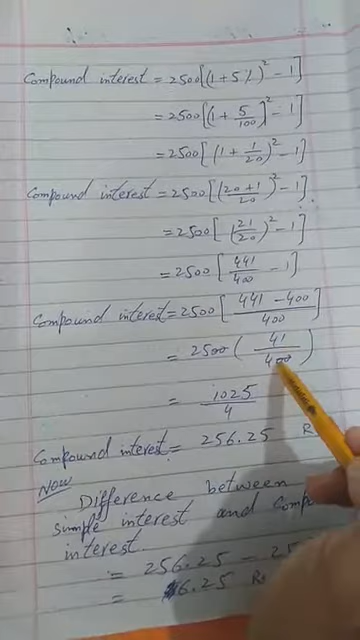 Compound interest = 2500[(1+5%)² - 1]
= 2500[(1 + 5/100)² - 1]
= 2500[(1 + 1/20)² - 1]
Compound interest = 2500[(20+1/20)² - 1]
= 2500[(21/20)² - 1]
= 2500[441/400 - 1]
Compound interest = 2500[441 - 400/400]
= 2500(41/400)
= 1025/4
Compound interest = 256.25 R
Now
Difference between
simple interest and
interest.
= 256.25 -
= 6.25